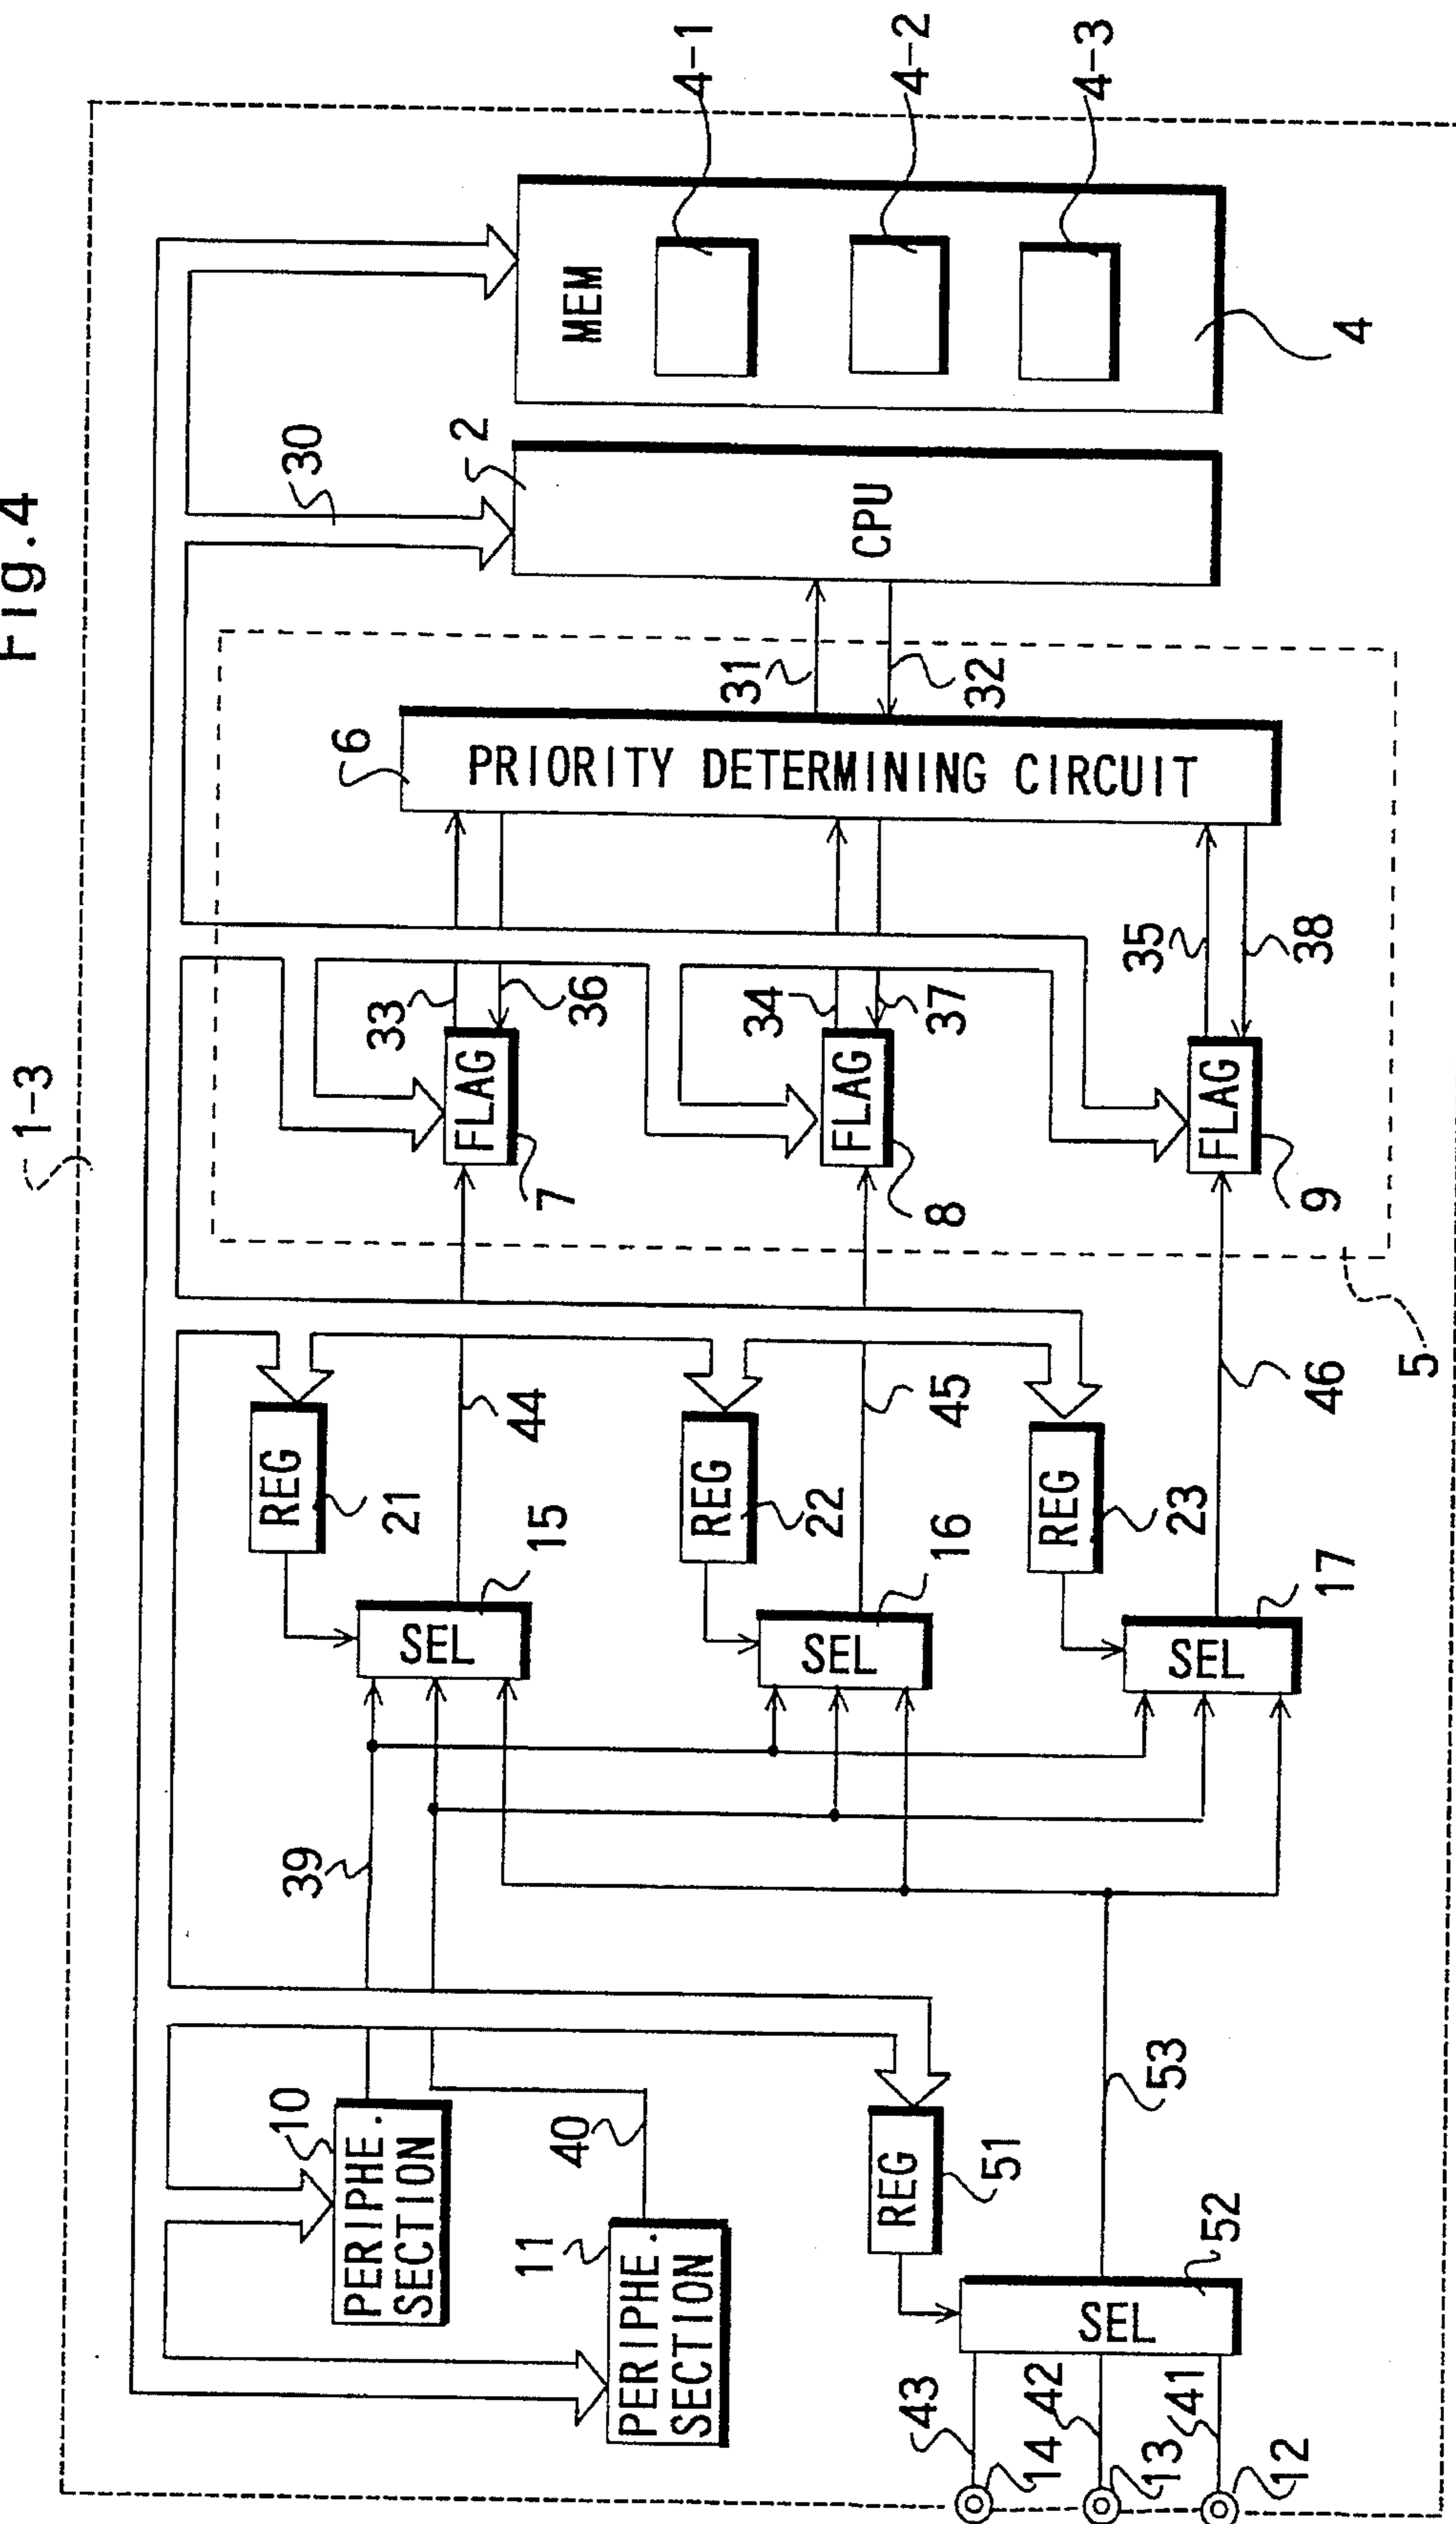 Fig.4
1-3
30
2
CPU
MEM
4-1
4-2
4-3
4
31
32
6
PRIORITY DETERMINING CIRCUIT
33
36
34
37
35
38
FLAG
7
FLAG
8
FLAG
9
5
44
45
46
REG
21
REG
22
REG
23
SEL
15
SEL
16
SEL
17
39
40
53
10
PERIPHE.
SECTION
11
PERIPHE.
SECTION
REG
51
SEL
52
43
42
41
14
13
12